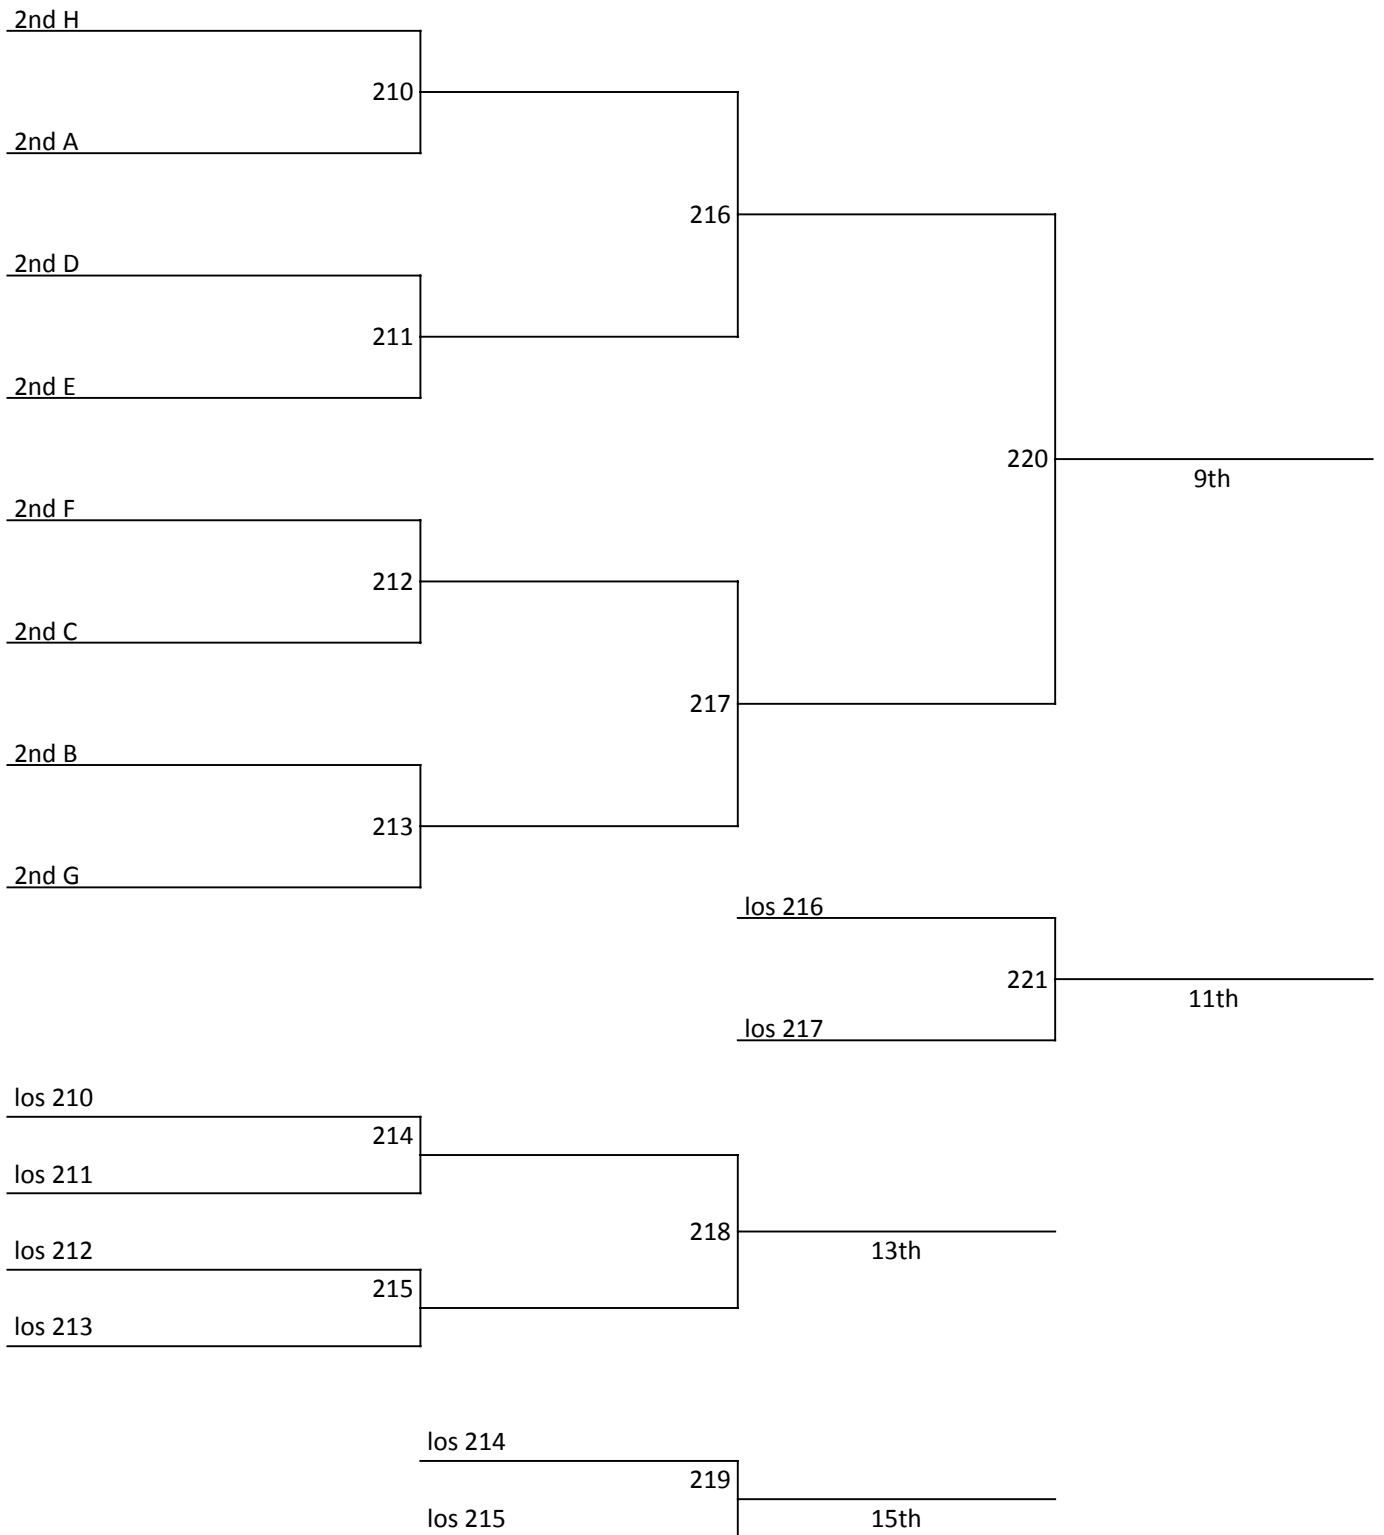 2nd H
210
2nd A
216
2nd D
211
2nd E
220
9th
2nd F
212
2nd C
217
2nd B
213
2nd G
los 216
221
11th
los 217
los 210
214
los 211
218
los 212
13th
215
los 213
los 214
219
los 215
15th